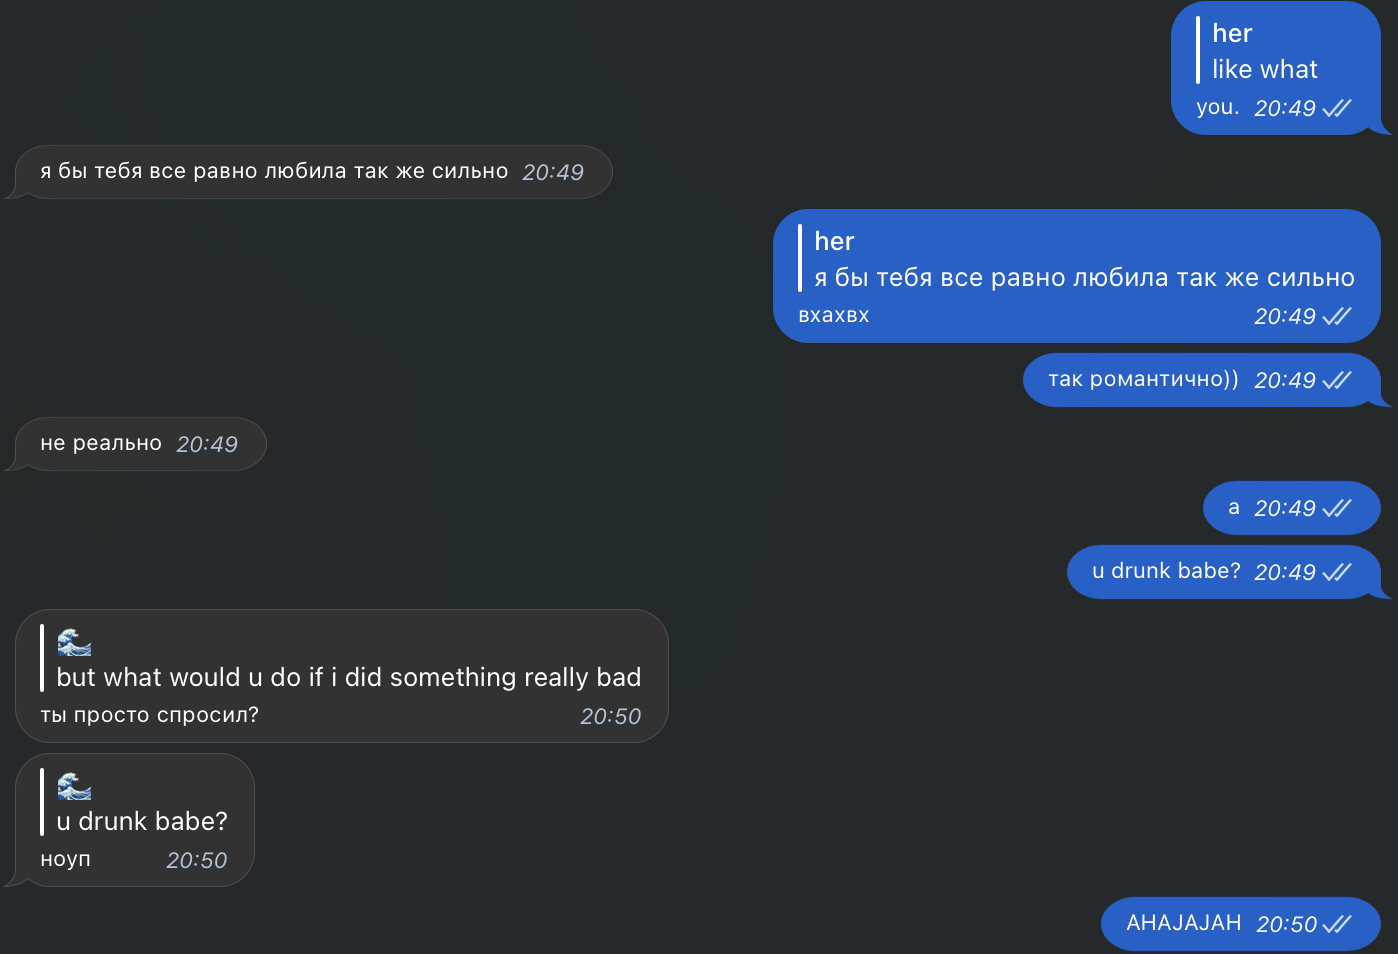 her
like what
you. 20:49
я бы тебя все равно любила так же сильно 20:49
her
я бы тебя все равно любила так же сильно
вхахвх 20:49
так романтично)) 20:49
не реально 20:49
а 20:49
u drunk babe? 20:49
🌊
but what would u do if i did something really bad
ты просто спросил? 20:50
🌊
u drunk babe?
ноуп 20:50
AHAJAJAH 20:50